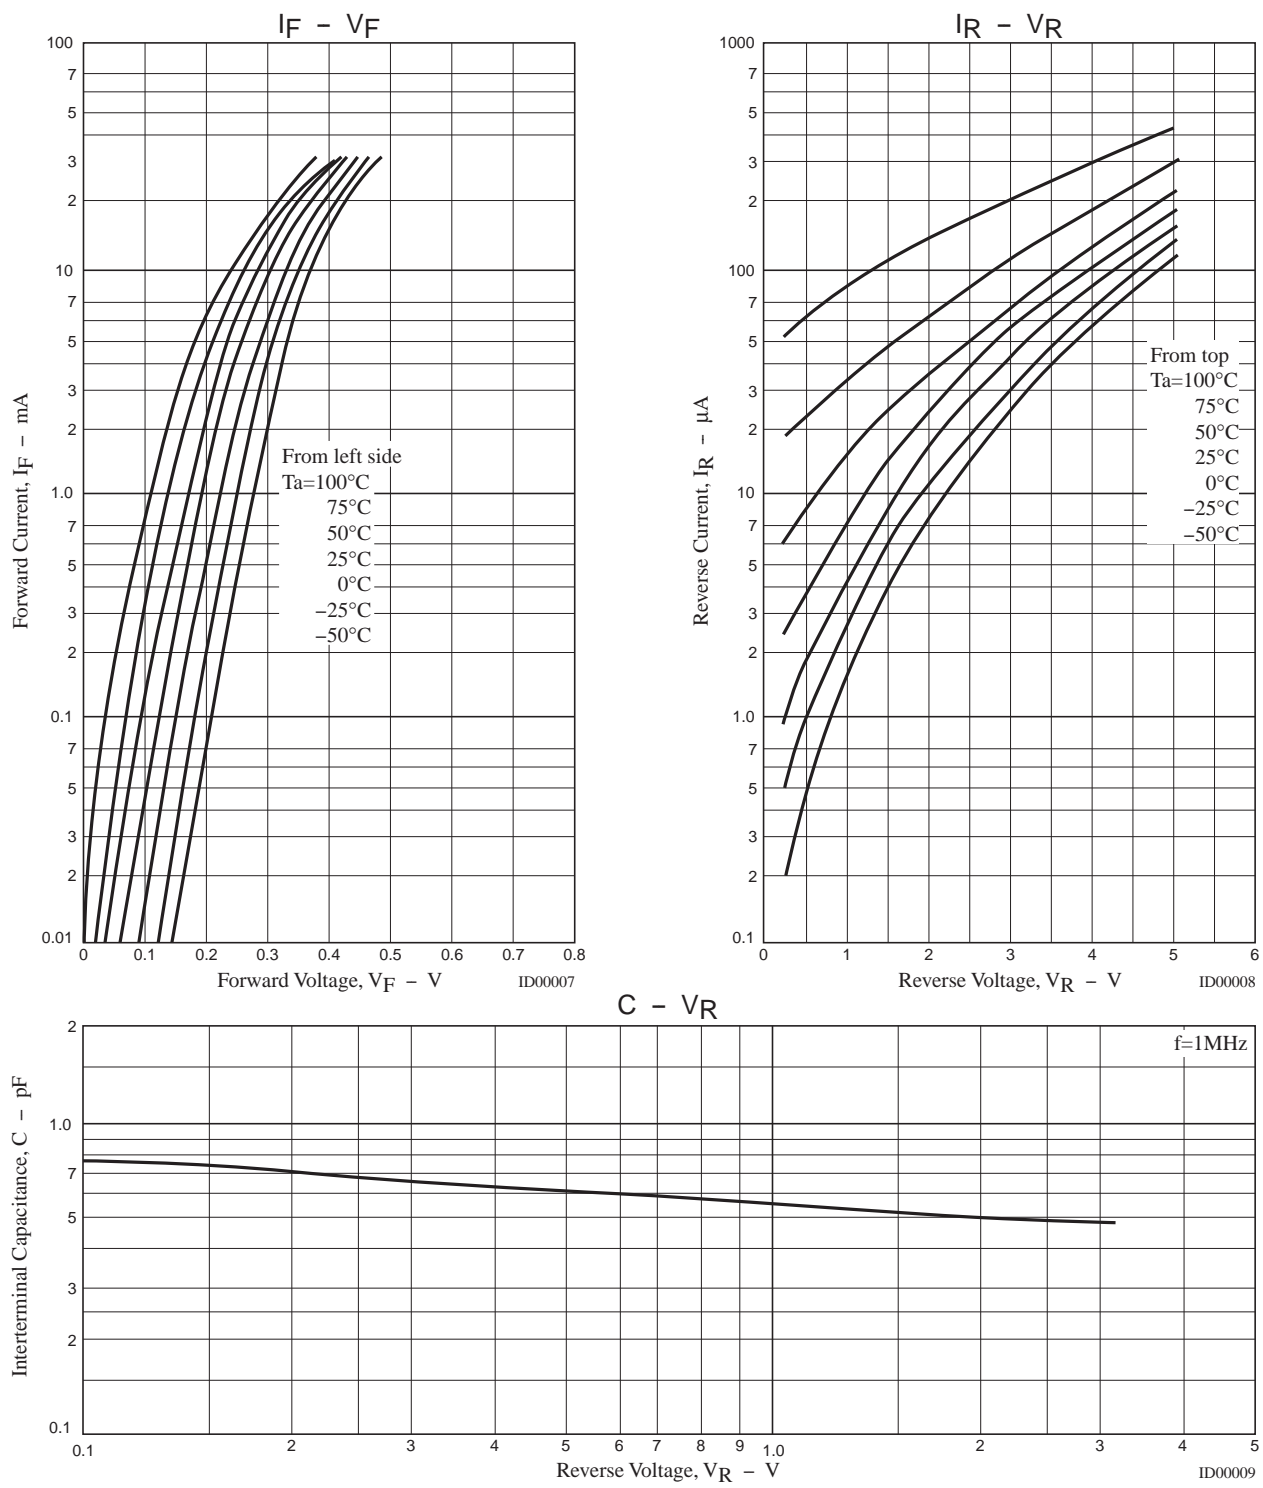 IF – VF
100
7
5
3
2
10
7
5
3
2
1.0
7
5
3
2
0.1
7
5
3
2
0.01
Forward Current, IF – mA
From left side
Ta=100°C
75°C
50°C
25°C
0°C
–25°C
–50°C
0 0.1 0.2 0.3 0.4 0.5 0.6 0.7 0.8
Forward Voltage, VF – V
ID00007
IR – VR
1000
7
5
3
2
100
7
5
3
2
10
7
5
3
2
1.0
7
5
3
2
0.1
Reverse Current, IR – µA
From top
Ta=100°C
75°C
50°C
25°C
0°C
–25°C
–50°C
0 1 2 3 4 5 6
Reverse Voltage, VR – V
ID00008
C – VR
2
1.0
7
5
3
2
0.1
Interterminal Capacitance, C – pF
f=1MHz
0.1 2 3 4 5 6 7 8 9 1.0 2 3 4 5
Reverse Voltage, VR – V
ID00009